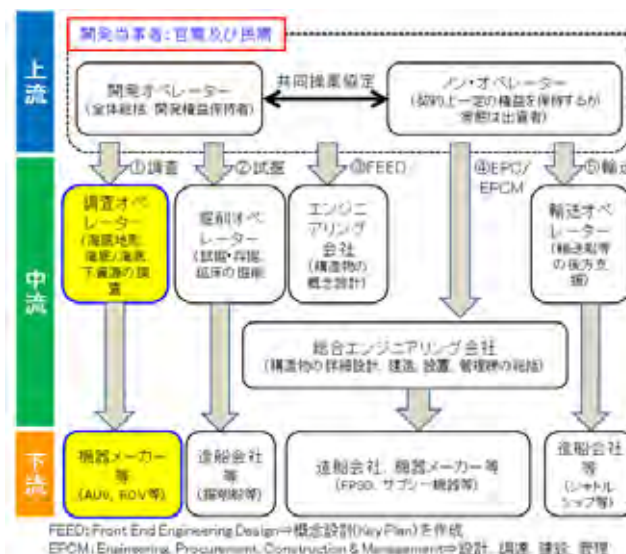 開発当事者:官需及び民需
上流
開発オペレーター
(全体総括、開発権益保持者)
共同操業協定
ノン・オペレーター
(契約上一定の権益を保持するが
実態は出資者)
①調査
②試掘
③FEED
④EPC/
EPCM
⑤輸送
中流
調査オペ
レーター
(海底地形、
海底/海底
下資源の調
査)
掘削オペ
レーター
(試掘・採掘、
鉱床の掘削)
エンジニ
アリング
会社
(構造物の
概念設計)
輸送オペ
レーター
(輸送船等
の後方支
援)
総合エンジニアリング会社
(構造物の詳細設計、建造、設置、管理株の総括)
下流
機器メーカー
等
(AUV、ROV等)
造船会社
等
(掘削船等)
造船会社、機器メーカー等
(FPSO、サブシー機器等)
造船会社
等
(シャトル
シップ等)
FEED:Front End Engineering Design⇒概念設計(Key Plan)を作成
EPCM:Engineering, Procurement, Construction & Management⇒設計、調達、建設、管理